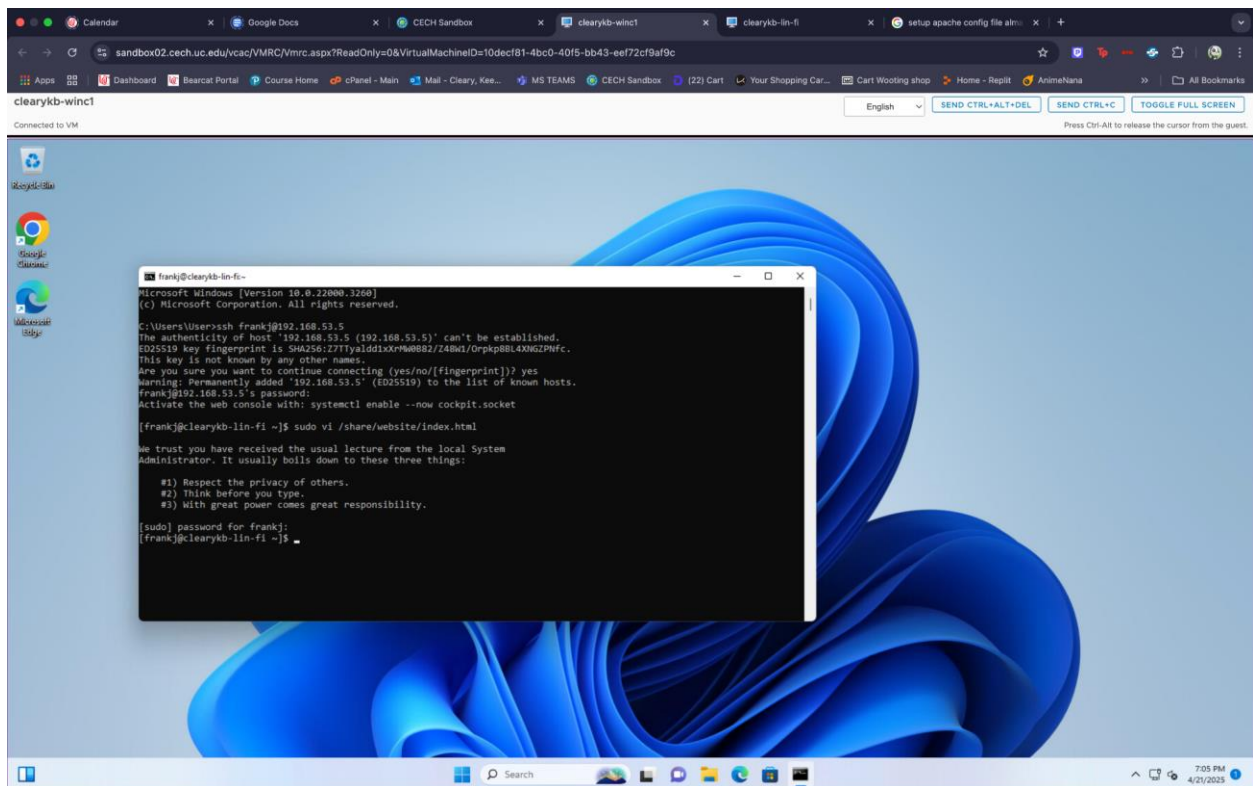 Calendar
Google Docs
CECH Sandbox
clearykb-winc1
clearykb-lin-fi
setup apache config file alm
sandbox02.cech.uc.edu/vcac/VMRC/Vmrc.aspx?ReadOnly=0&VirtualMachineID=10decf81-4bc0-40f5-bb43-eef72cf9af9c
Apps
Dashboard
Bearcat Portal
Course Home
cPanel - Main
Mail - Cleary, Kee...
MS TEAMS
CECH Sandbox
(22) Cart
Your Shopping Car...
Cart Wooting shop
Home - Replit
AnimeNana
»
All Bookmarks
clearykb-winc1
English
SEND CTRL+ALT+DEL
SEND CTRL+C
TOGGLE FULL SCREEN
Connected to VM
Press Ctrl-Alt to release the cursor from the guest.
Recycle Bin
Google Chrome
Microsoft Edge
frankj@clearykb-lin-fi:~
Microsoft Windows [Version 10.0.22000.3260]
(c) Microsoft Corporation. All rights reserved.
C:\Users\User>ssh frankj@192.168.53.5
The authenticity of host '192.168.53.5 (192.168.53.5)' can't be established.
ED25519 key fingerprint is
This key is not known by any other names.
Are you sure you want to continue connecting (yes/no/[fingerprint])? yes
Warning: Permanently added '192.168.53.5' (ED25519) to the list of known hosts.
frankj@192.168.53.5's password:
Activate the web console with: systemctl enable --now cockpit.socket
[frankj@clearykb-lin-fi ~]$ sudo vi /share/website/index.html
We trust you have received the usual lecture from the local System
Administrator. It usually boils down to these three things:
#1) Respect the privacy of others.
#2) Think before you type.
#3) With great power comes great responsibility.
[sudo] password for frankj:
[frankj@clearykb-lin-fi ~]$
Search
7:05 PM
4/21/2025